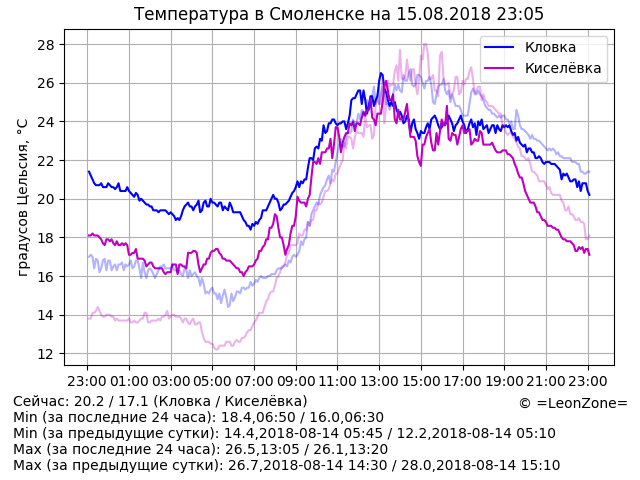 Температура в Смоленске на 15.08.2018 23:05
Кловка
Киселёвка
градусов Цельсия, °C
28
26
24
22
20
18
16
14
12
23:00 01:00 03:00 05:00 07:00 09:00 11:00 13:00 15:00 17:00 19:00 21:00 23:00
Сейчас: 20.2 / 17.1 (Кловка / Киселёвка)
© =LeonZone=
Min (за последние 24 часа): 18.4,06:50 / 16.0,06:30
Min (за предыдущие сутки): 14.4,2018-08-14 05:45 / 12.2,2018-08-14 05:10
Max (за последние 24 часа): 26.5,13:05 / 26.1,13:20
Max (за предыдущие сутки): 26.7,2018-08-14 14:30 / 28.0,2018-08-14 15:10